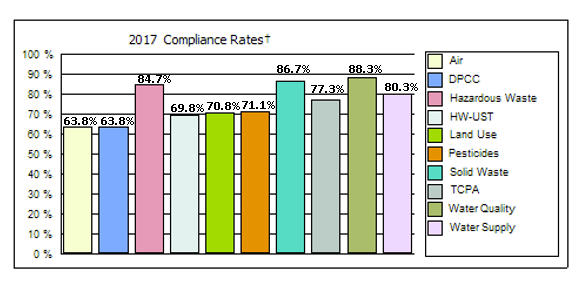 2017 Compliance Rates†
100 %
90 %
80 %
70 %
60 %
50 %
40 %
30 %
20 %
10 %
0 %
63.8%
63.8%
84.7%
69.8%
70.8%
71.1%
86.7%
77.3%
88.3%
80.3%
Air
DPCC
Hazardous Waste
HW-UST
Land Use
Pesticides
Solid Waste
TCPA
Water Quality
Water Supply